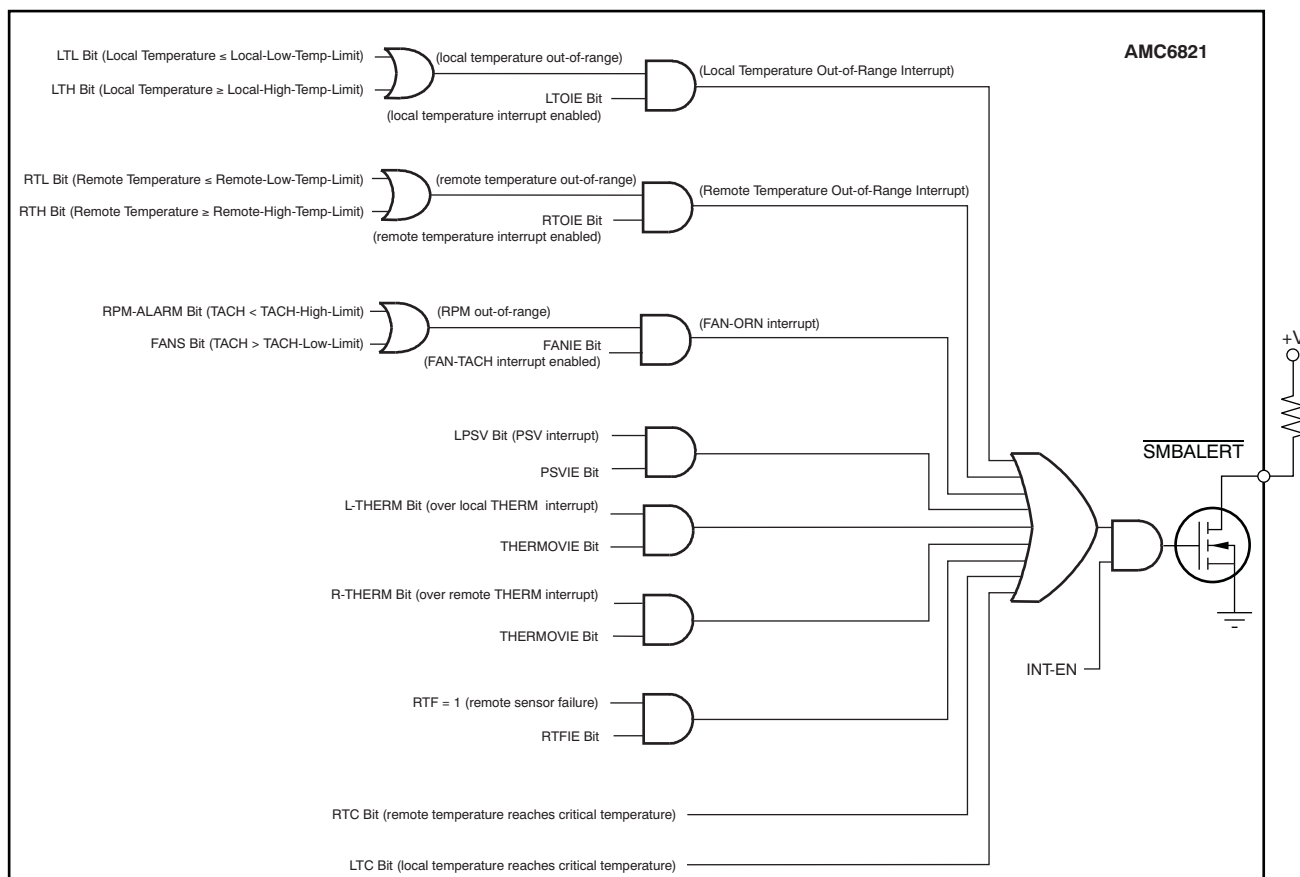 AMC6821
LTL Bit (Local Temperature ≤ Local-Low-Temp-Limit)
(local temperature out-of-range)
(Local Temperature Out-of-Range Interrupt)
LTH Bit (Local Temperature ≥ Local-High-Temp-Limit)
LTOIE Bit
(local temperature interrupt enabled)
RTL Bit (Remote Temperature ≤ Remote-Low-Temp-Limit)
(remote temperature out-of-range)
(Remote Temperature Out-of-Range Interrupt)
RTH Bit (Remote Temperature ≥ Remote-High-Temp-Limit)
RTOIE Bit
(remote temperature interrupt enabled)
RPM-ALARM Bit (TACH < TACH-High-Limit)
(RPM out-of-range)
(FAN-ORN interrupt)
FANS Bit (TACH > TACH-Low-Limit)
FANIE Bit
(FAN-TACH interrupt enabled)
+V
LPSV Bit (PSV interrupt)
PSVIE Bit
SMBALERT
L-THERM Bit (over local THERM interrupt)
THERMOVIE Bit
R-THERM Bit (over remote THERM interrupt)
THERMOVIE Bit
INT-EN
RTF = 1 (remote sensor failure)
RTFIE Bit
RTC Bit (remote temperature reaches critical temperature)
LTC Bit (local temperature reaches critical temperature)